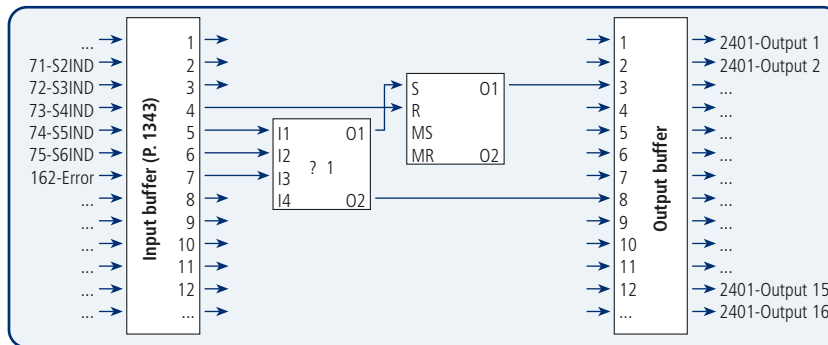 ...
71-S2IND
72-S3IND
73-S4IND
74-S5IND
75-S6IND
162-Error
...
...
...
...
...
...
Input buffer (P. 1343)
1
2
3
4
5
6
7
8
9
10
11
12
...
I1 O1
I2
? 1
I3
I4 O2
S O1
R
MS
MR O2
1
2
3
4
5
6
7
8
9
10
11
12
...
Output buffer
2401-Output 1
2401-Output 2
...
...
...
...
...
...
...
...
...
2401-Output 15
2401-Output 16